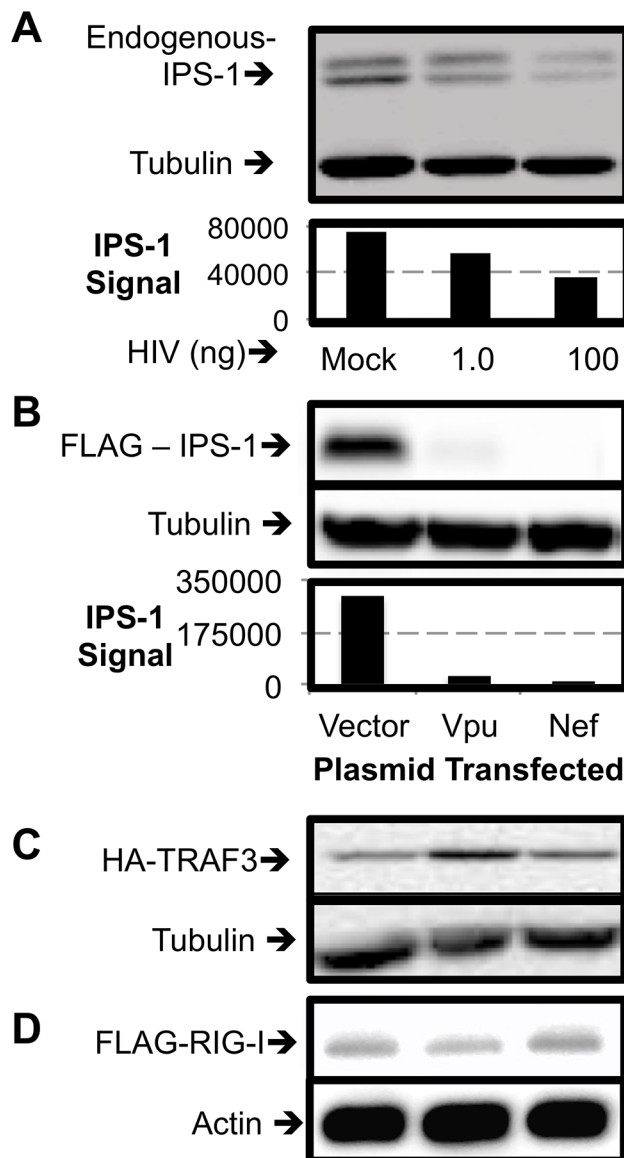 A
Endogenous-
IPS-1➔
Tubulin ➔
IPS-1
Signal
80000
40000
0
HIV (ng)➔ Mock 1.0 100
B
FLAG – IPS-1➔
Tubulin ➔
IPS-1
Signal
350000
175000
0
Vector Vpu Nef
Plasmid Transfected
C
HA-TRAF3➔
Tubulin ➔
D
FLAG-RIG-I➔
Actin ➔